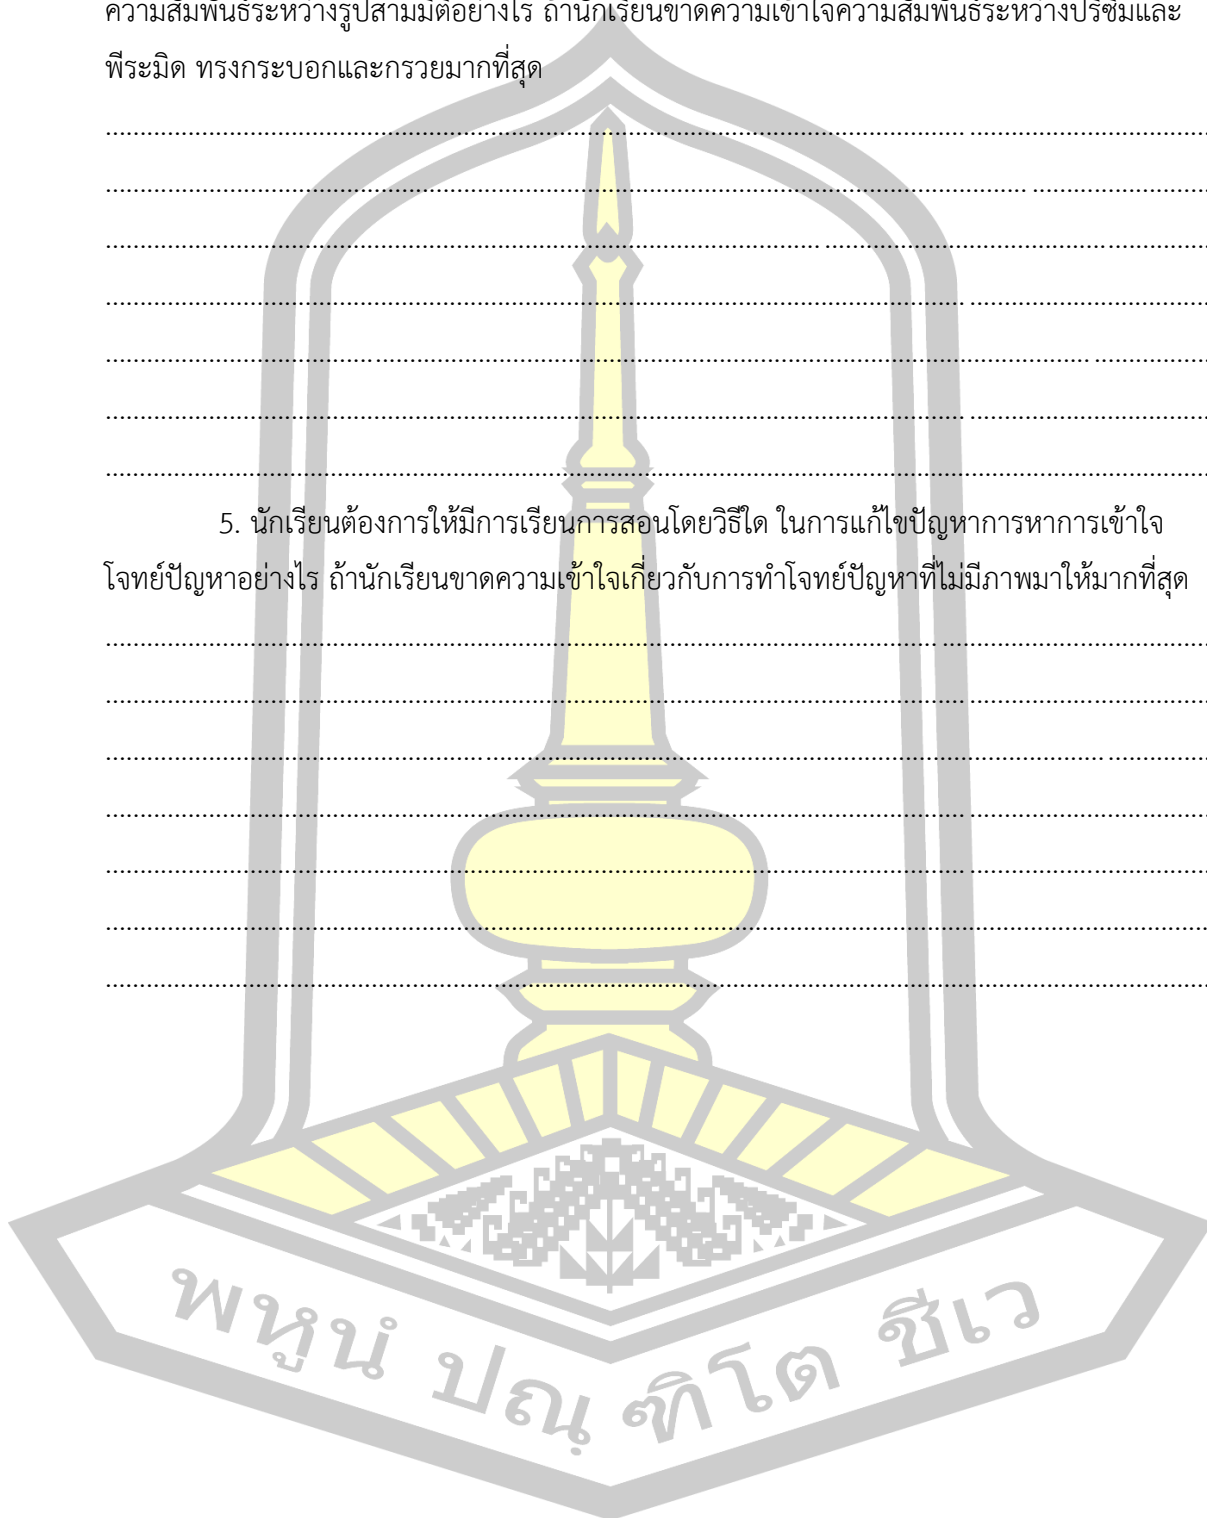 ความสัมพันธ์ระหว่างรูปสามมิติอย่างไร ถ้านักเรียนขาดความเข้าใจความสัมพันธ์ระหว่างปริซึมและ
พีระมิด ทรงกระบอกและกรวยมากที่สุด
5. นักเรียนต้องการให้มีการเรียนการสอนโดยวิธีใด ในการแก้ไขปัญหาการหาการเข้าใจ
โจทย์ปัญหาอย่างไร ถ้านักเรียนขาดความเข้าใจเกี่ยวกับการทำโจทย์ปัญหาที่ไม่มีภาพมาให้มากที่สุด
พหูนํ ปณฺฑิโต ชีเว